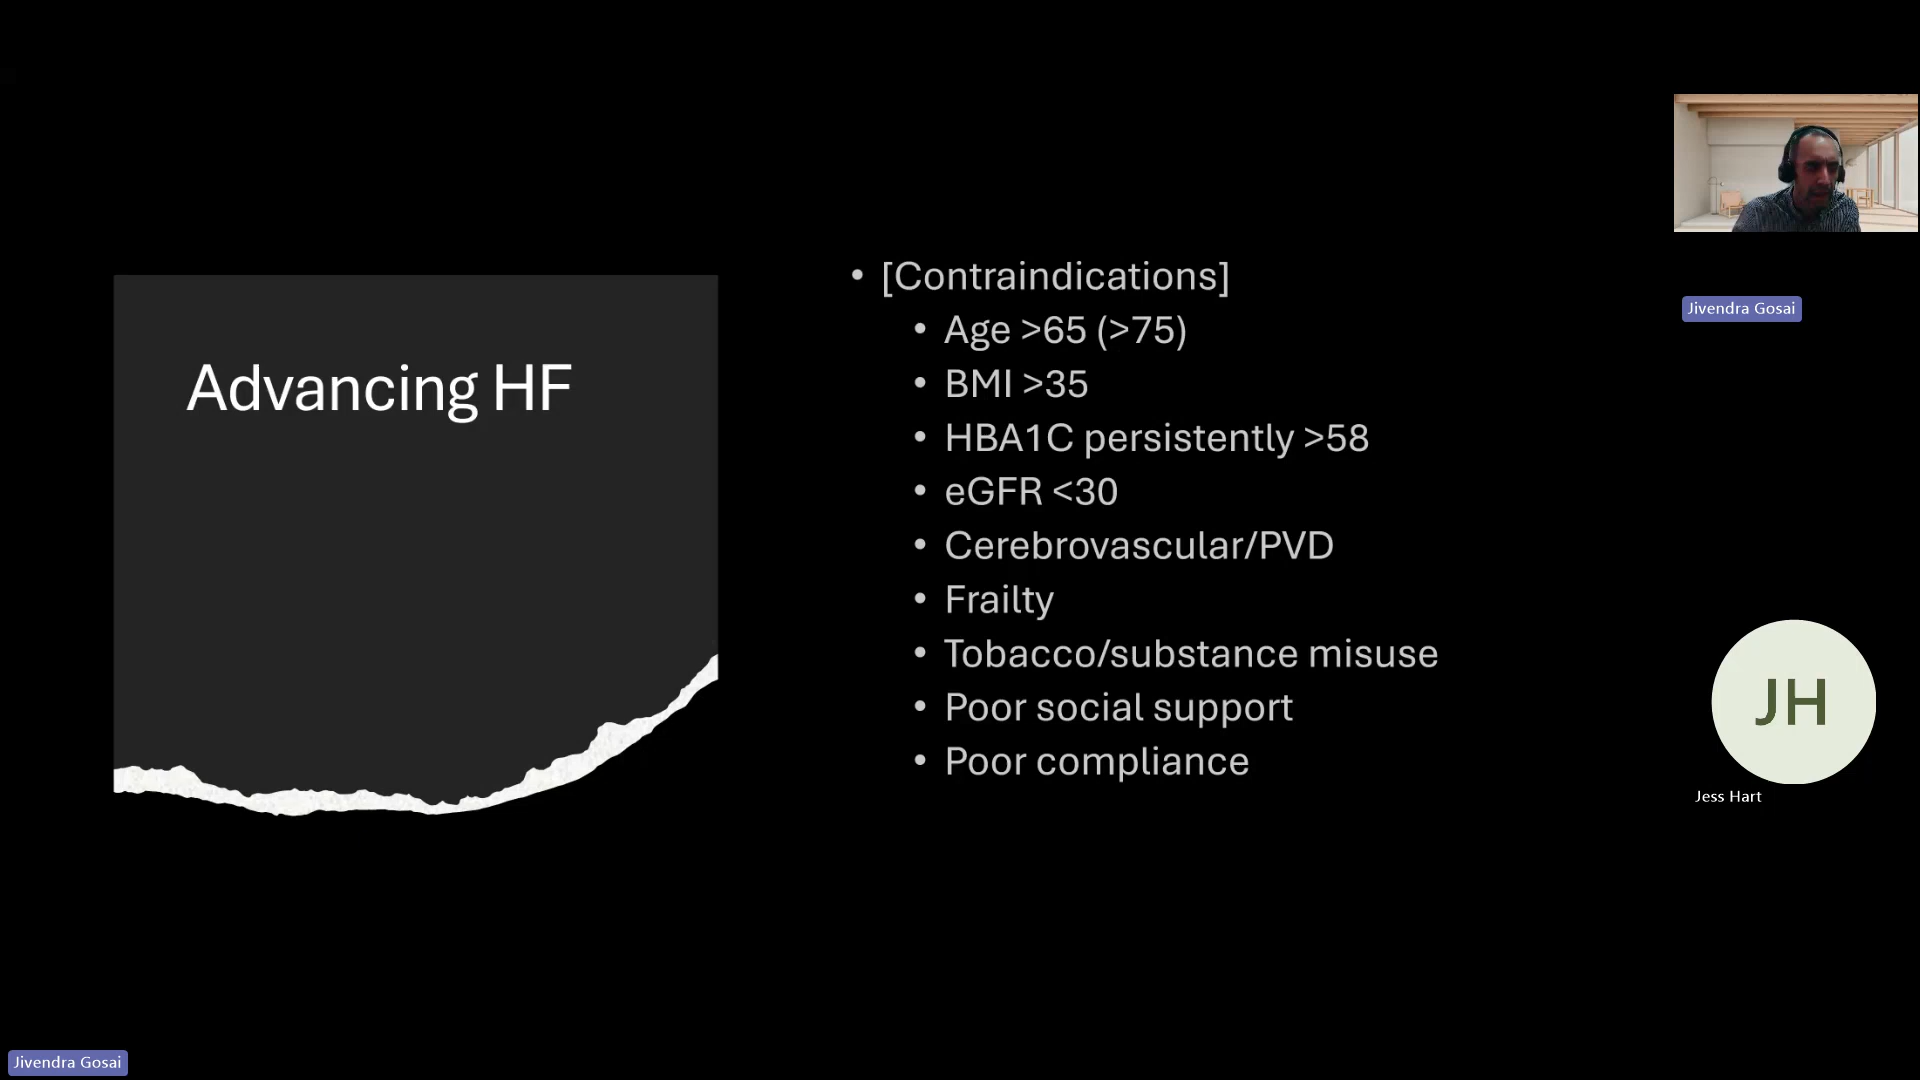 Advancing HF
• [Contraindications]
• Age >65 (>75)
• BMI >35
• HBA1C persistently >58
• eGFR <30
• Cerebrovascular/PVD
• Frailty
• Tobacco/substance misuse
• Poor social support
• Poor compliance
Jivendra Gosai
JH
Jess Hart
Jivendra Gosai